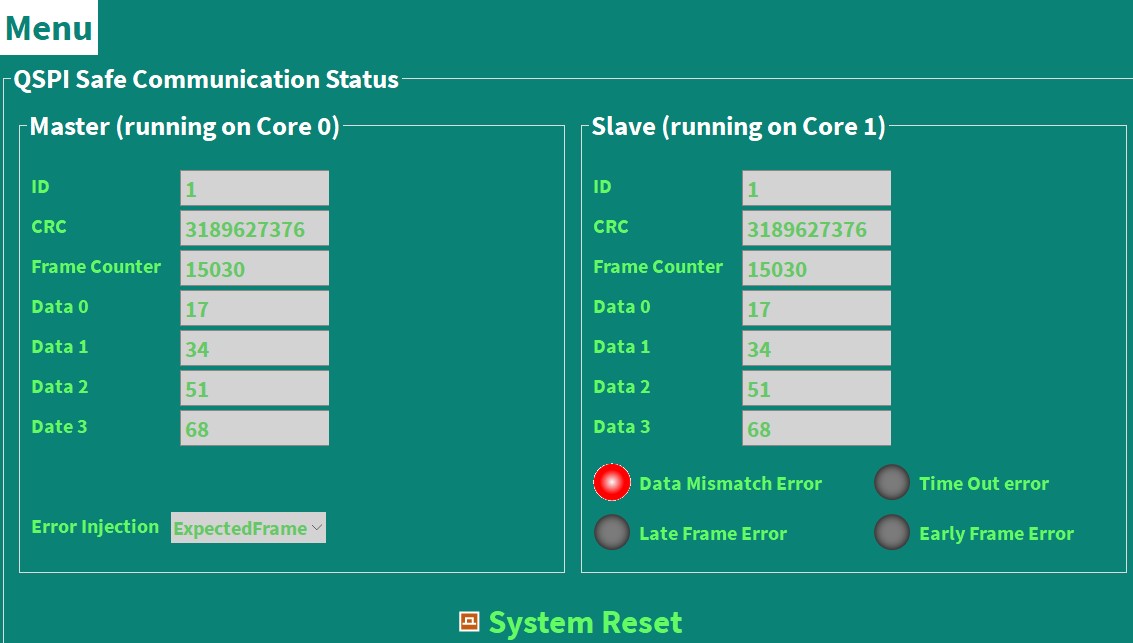 Menu
QSPI Safe Communication Status
Master (running on Core 0)
ID 1
CRC 3189627376
Frame Counter 15030
Data 0 17
Data 1 34
Data 2 51
Date 3 68
Error Injection ExpectedFrame
Slave (running on Core 1)
ID 1
CRC 3189627376
Frame Counter 15030
Data 0 17
Data 1 34
Data 2 51
Data 3 68
Data Mismatch Error Time Out error
Late Frame Error Early Frame Error
System Reset